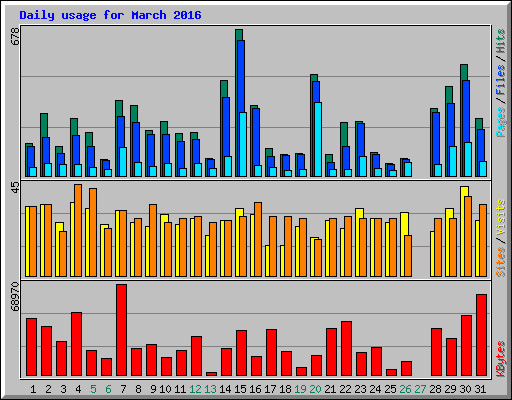 Daily usage for March 2016
678
Pages / Files / Hits
45
Sites / Visits
68970
KBytes
1 2 3 4 5 6 7 8 9 10 11 12 13 14 15 16 17 18 19 20 21 22 23 24 25 26 27 28 29 30 31